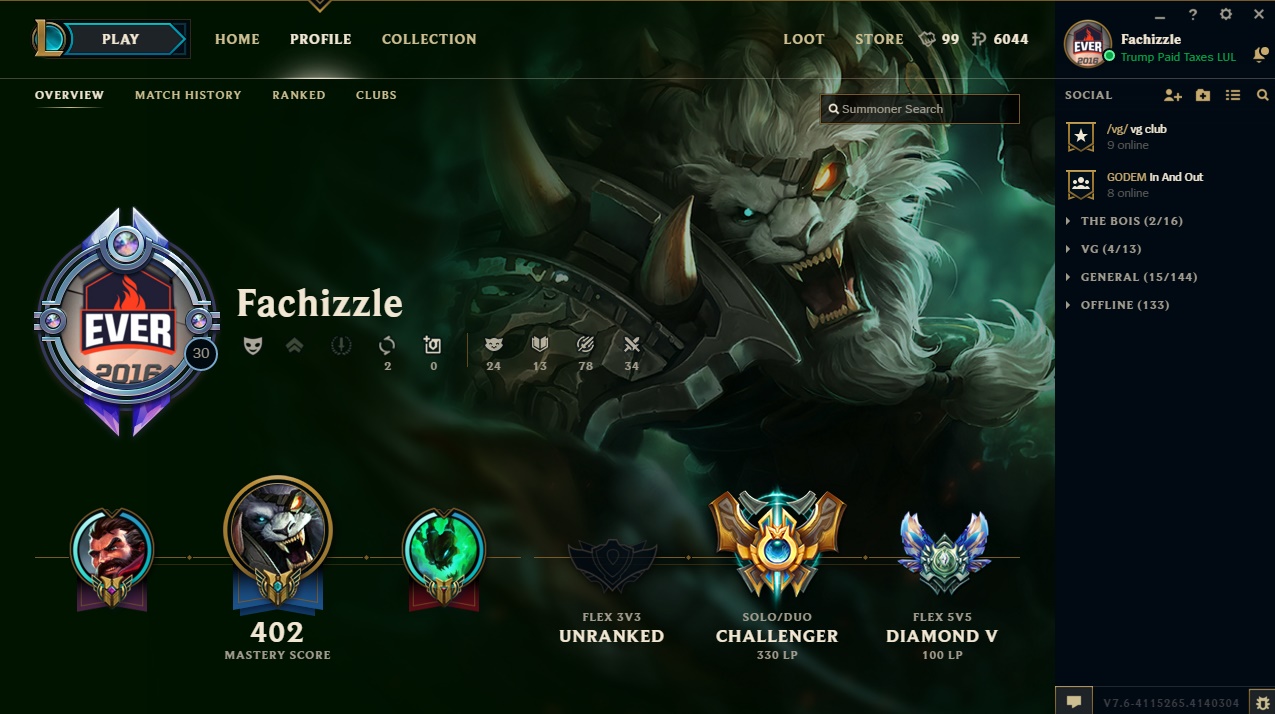 PLAY
HOME
PROFILE
COLLECTION
LOOT
STORE
99
6044
EVER
2016
Fachizzle
Trump Paid Taxes LUL
OVERVIEW
MATCH HISTORY
RANKED
CLUBS
Summoner Search
SOCIAL
/vg/ vg club
9 online
GODEM In And Out
8 online
THE BOIS (2/16)
VG (4/13)
GENERAL (15/144)
OFFLINE (133)
EVER
2016
30
Fachizzle
2
0
24
13
78
34
402
MASTERY SCORE
FLEX 3V3
UNRANKED
SOLO/DUO
CHALLENGER
330 LP
FLEX 5V5
DIAMOND V
100 LP
V7.6-4115265.4140304